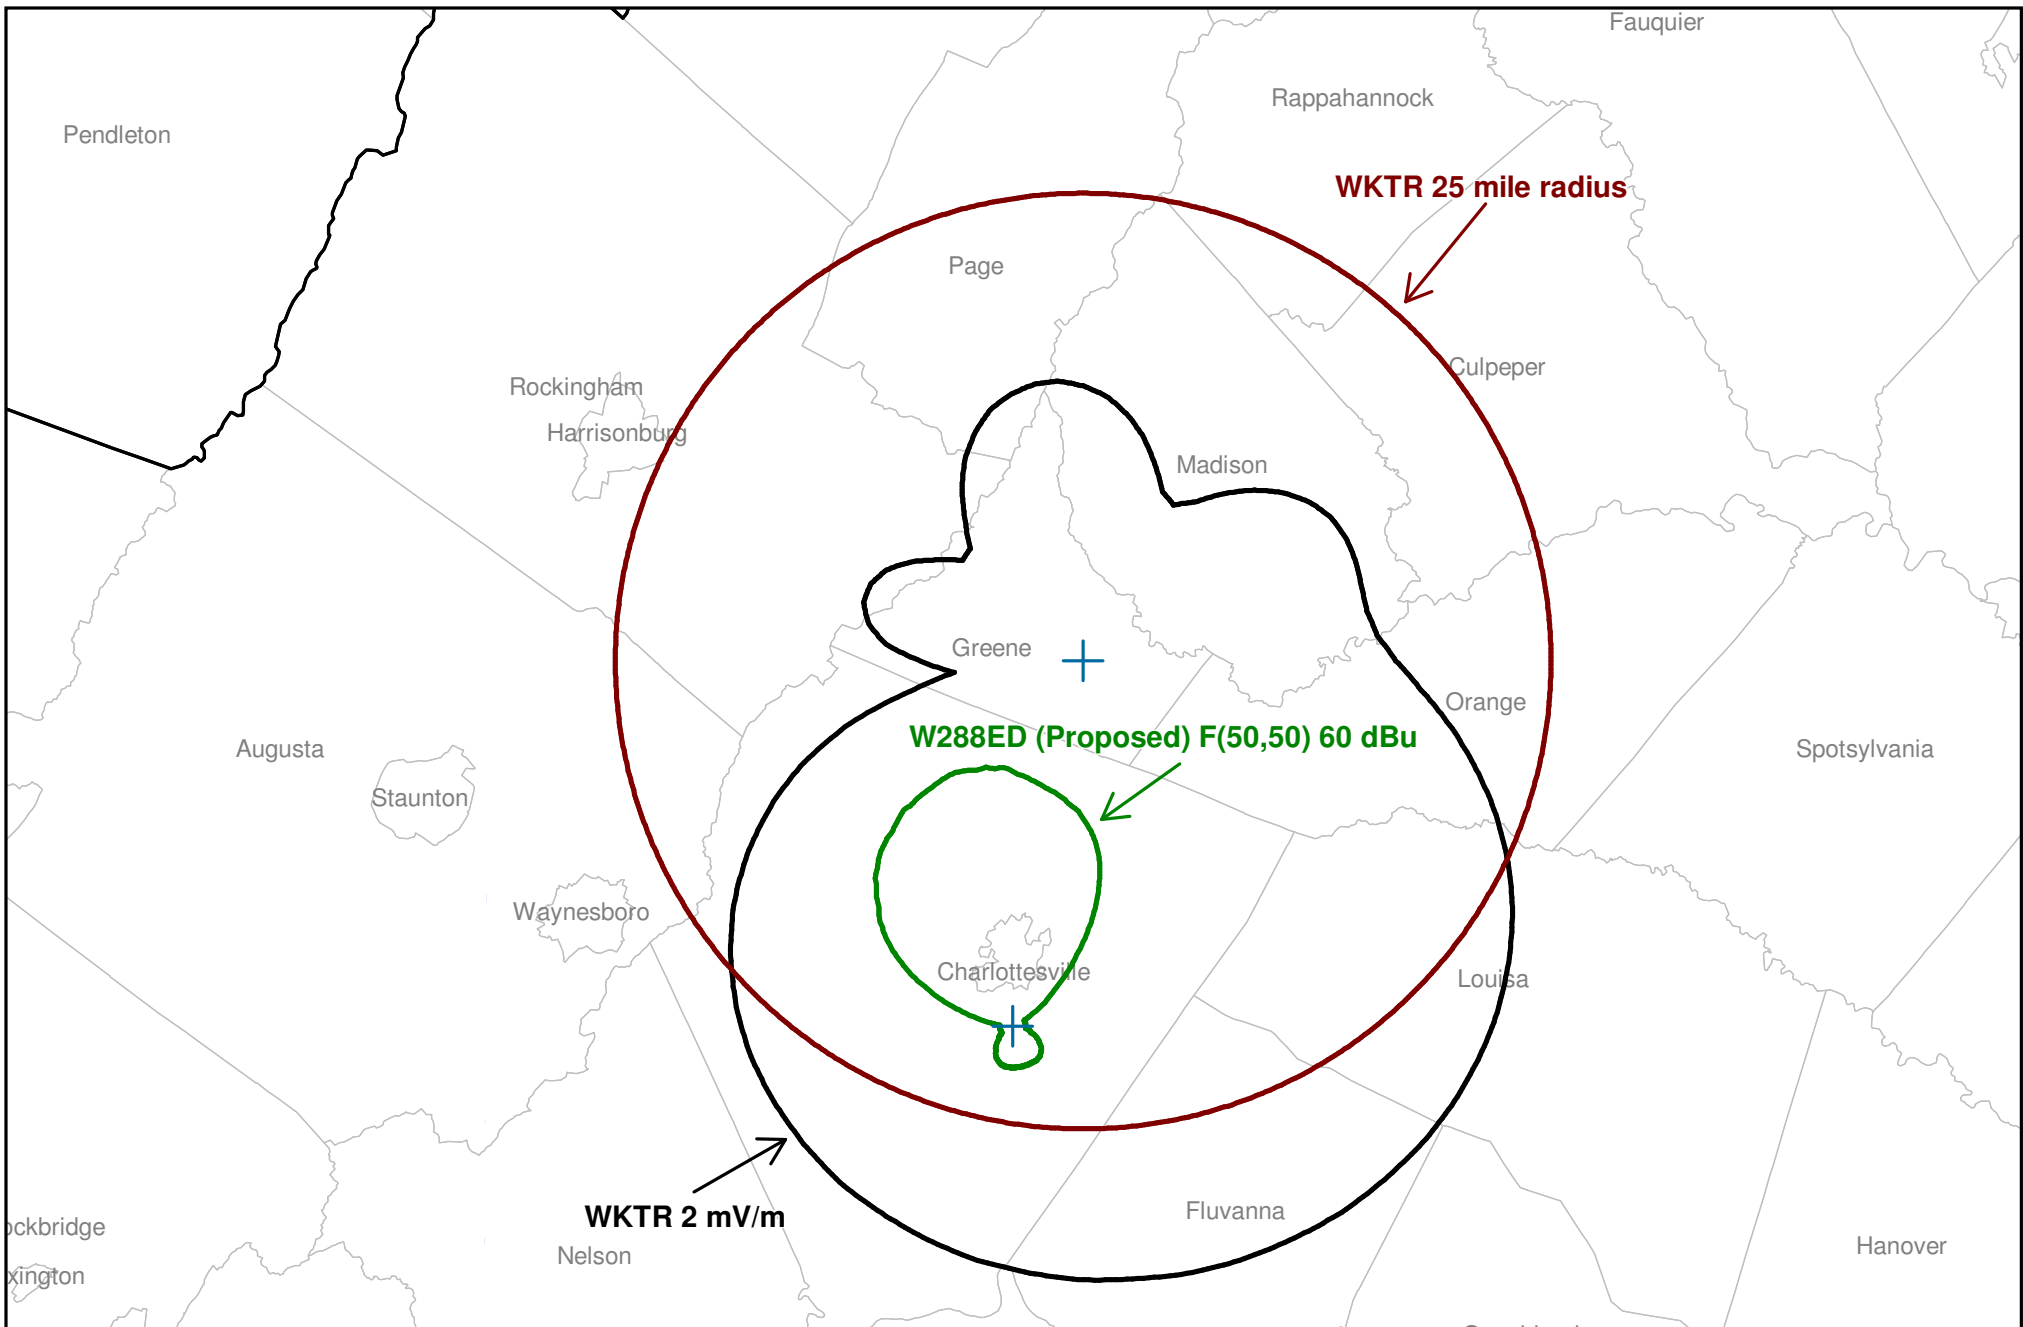 Fauquier
Rappahannock
Pendleton
WKTR 25 mile radius
Page
Culpeper
Rockingham
Harrisonburg
Madison
Greene
Orange
W288ED (Proposed) F(50,50) 60 dBu
Augusta
Spotsylvania
Staunton
Waynesboro
Charlottesville
Louisa
WKTR 2 mV/m
Fluvanna
ockbridge
Nelson
Hanover
xington